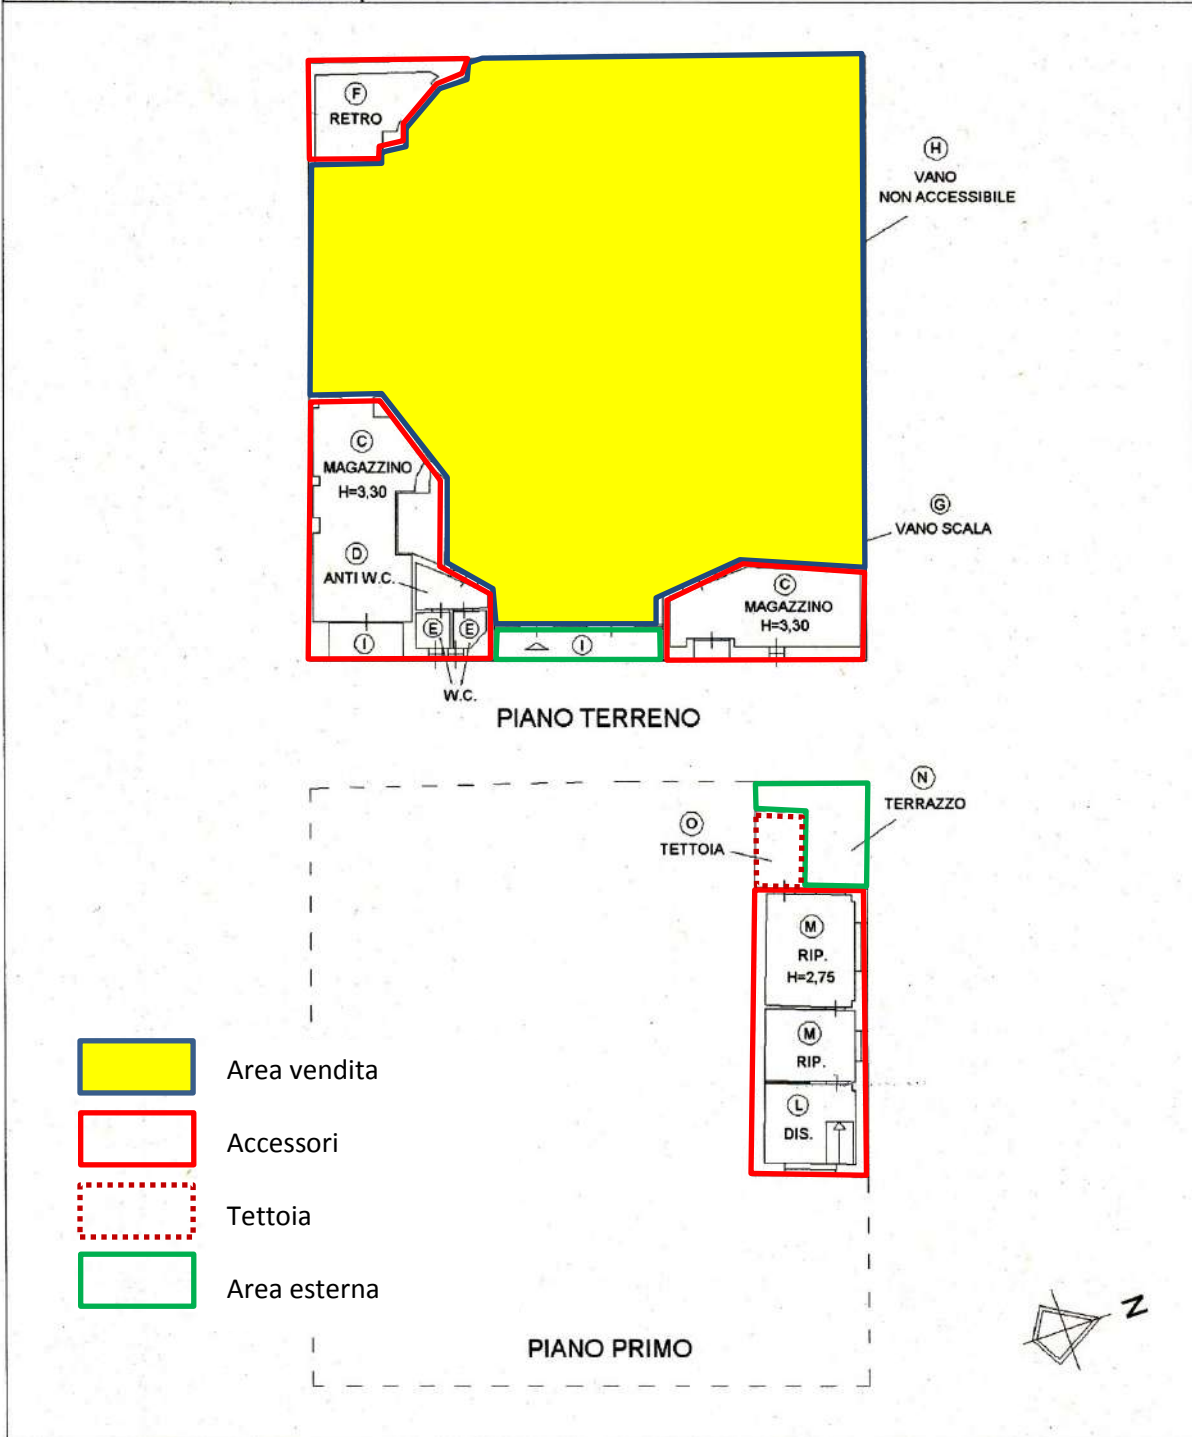 F
RETRO
H
VANO
NON ACCESSIBILE
C
MAGAZZINO
H=3,30
G
VANO SCALA
D
ANTI W.C.
C
MAGAZZINO
H=3,30
E
E
I
I
W.C.
PIANO TERRENO
N
TERRAZZO
O
TETTOIA
M
RIP.
H=2,75
M
RIP.
L
DIS.
Area vendita
Accessori
Tettoia
Area esterna
N
PIANO PRIMO